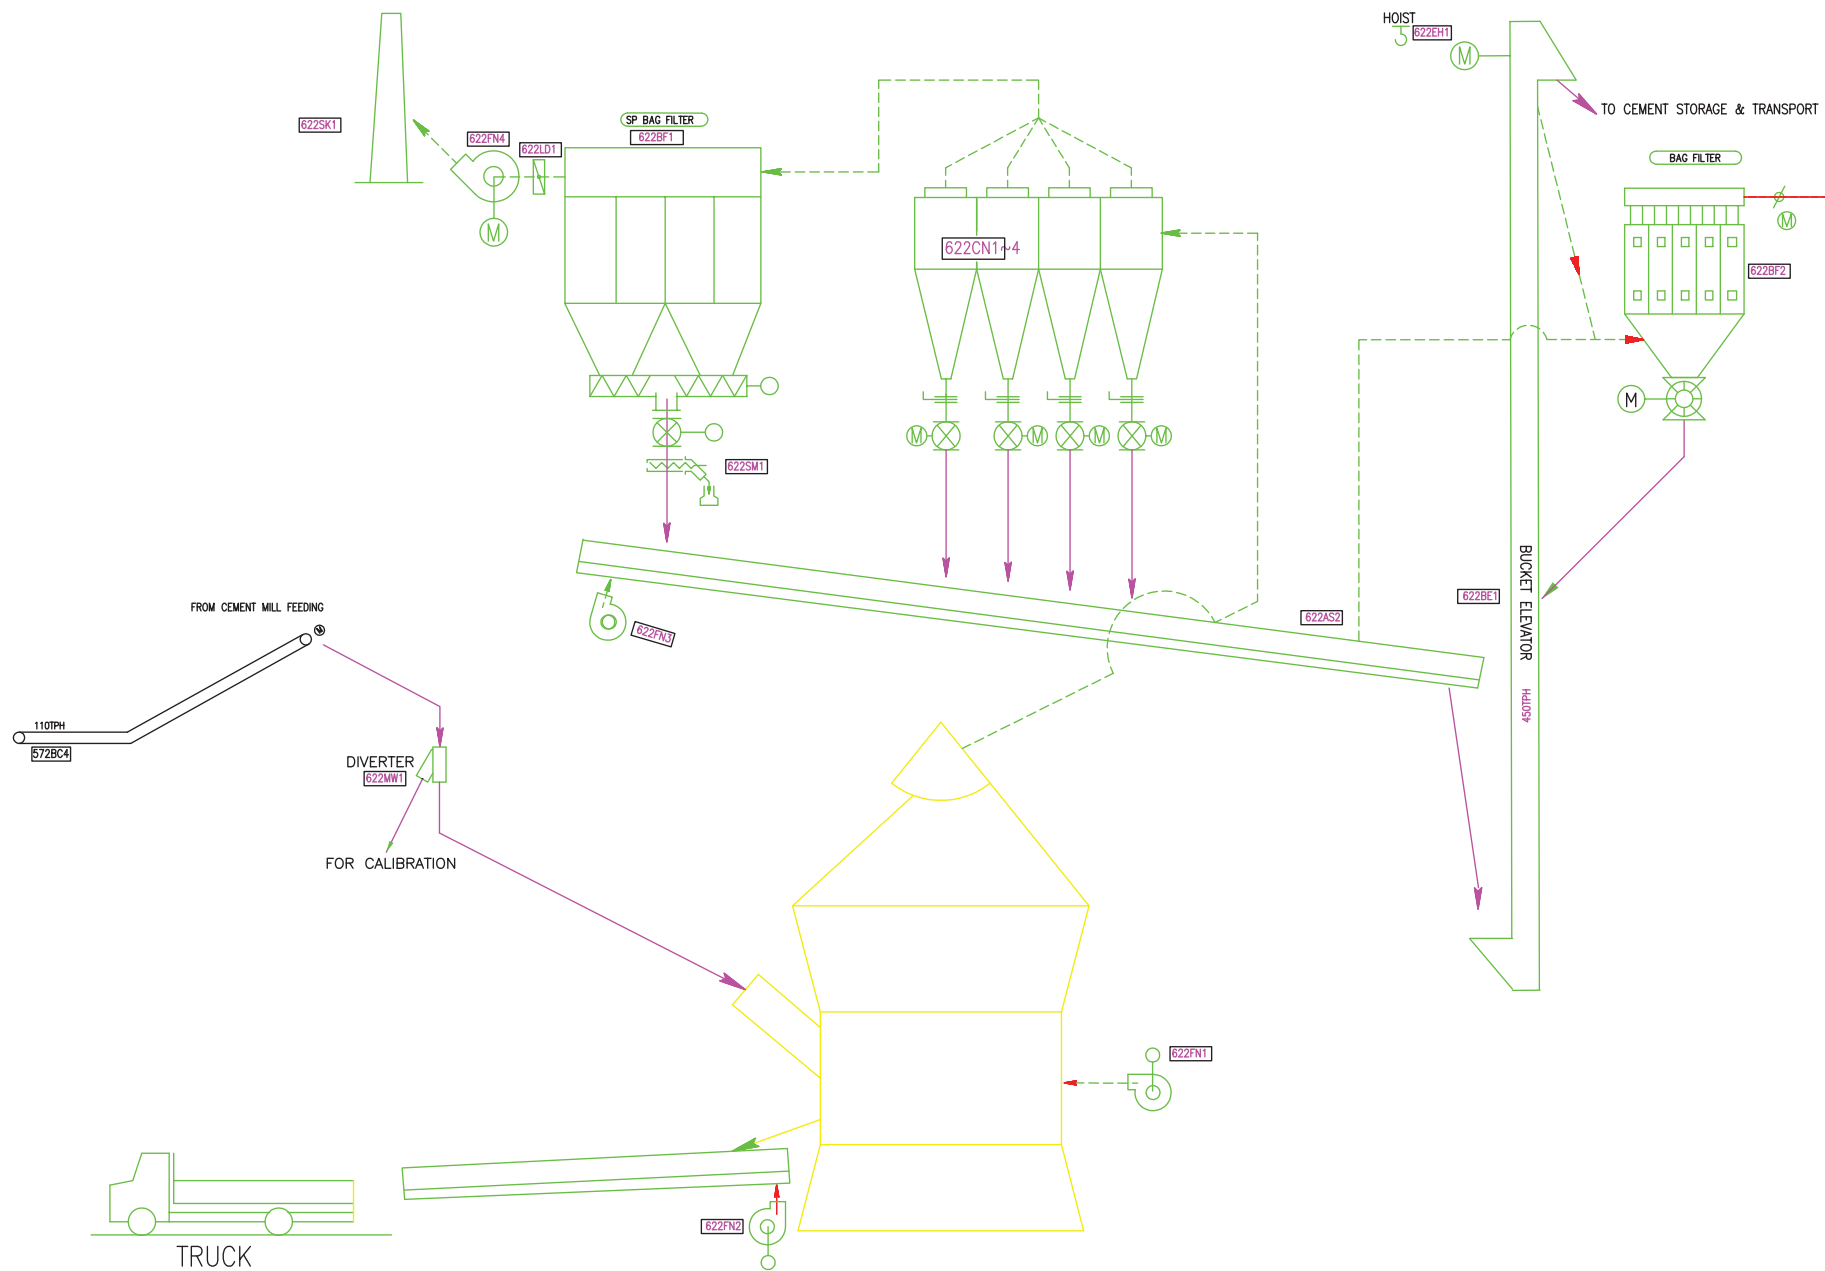 HOIST
622EH1
M
TO CEMENT STORAGE & TRANSPORT
622SK1
622FN4
622LD1
SP BAG FILTER
622BF1
M
622CN1~4
BAG FILTER
M
622BF2
M
M
M
M
M
622SM1
BUCKET ELEVATOR
450TPH
622BE1
622AS2
622FN3
FROM CEMENT MILL FEEDING
M
110TPH
572BC4
DIVERTER
622MW1
FOR CALIBRATION
622FN1
622FN2
TRUCK